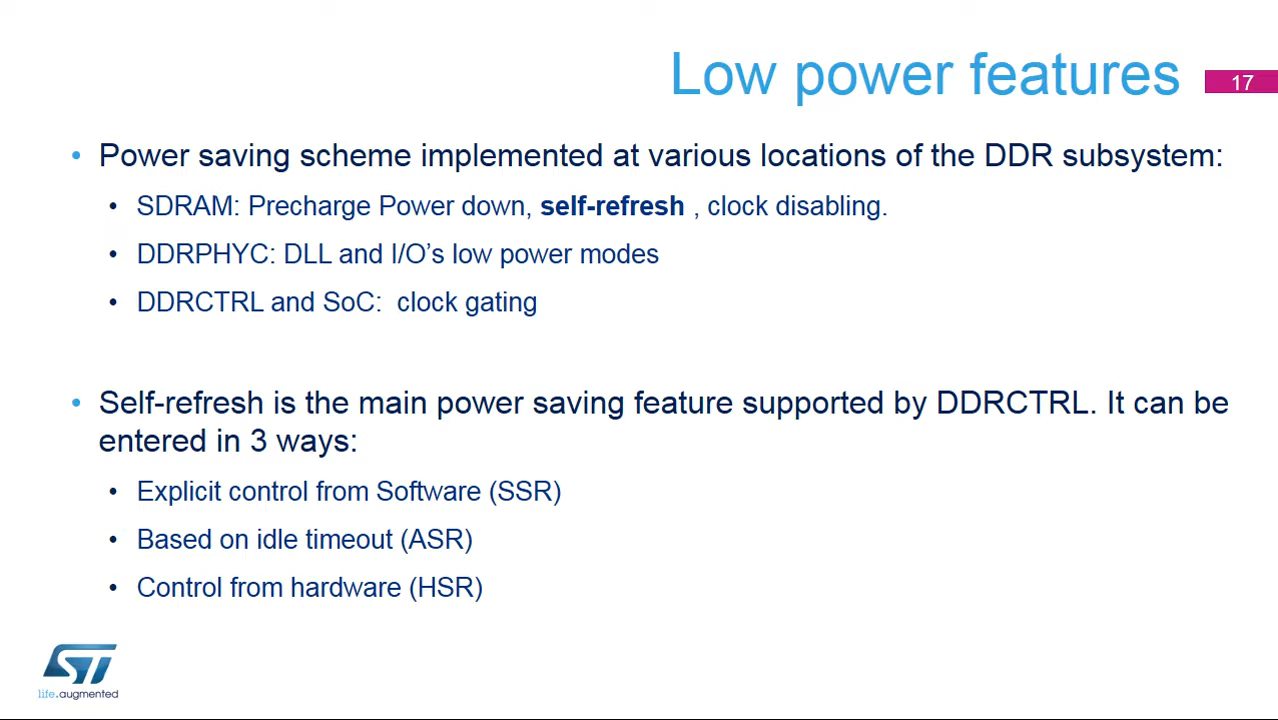 Low power features
17
• Power saving scheme implemented at various locations of the DDR subsystem:
• SDRAM: Precharge Power down, self-refresh , clock disabling.
• DDRPHYC: DLL and I/O’s low power modes
• DDRCTRL and SoC:  clock gating
• Self-refresh is the main power saving feature supported by DDRCTRL. It can be
entered in 3 ways:
• Explicit control from Software (SSR)
• Based on idle timeout (ASR)
• Control from hardware (HSR)
ST
life.augmented